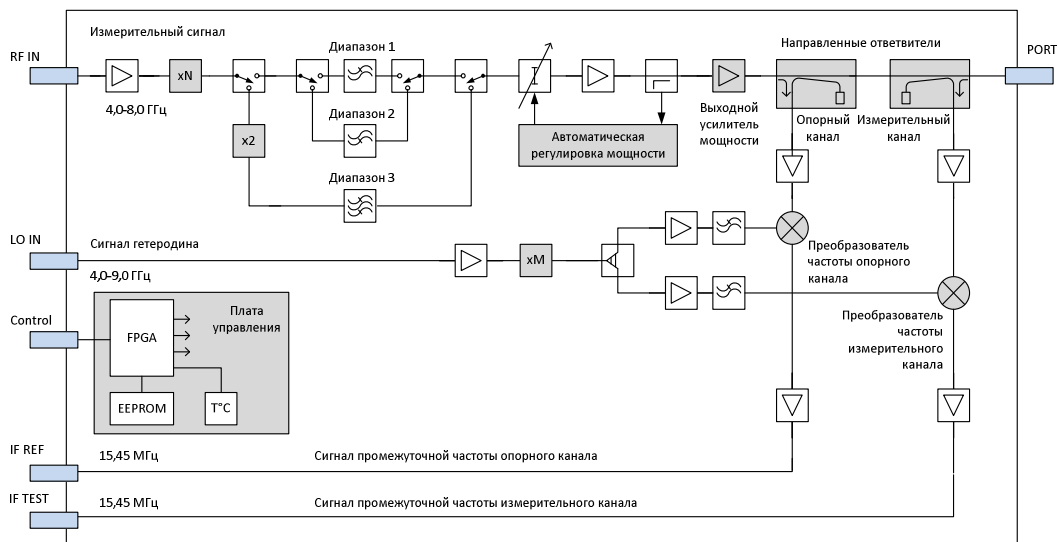 RF IN
Измерительный сигнал
xN
4,0-8,0 ГГц
Диапазон 1
Диапазон 2
x2
Диапазон 3
Автоматическая
регулировка мощности
Выходной
усилитель
мощности
Направленные ответвители
Опорный
канал
Измерительный
канал
PORT
LO IN
Сигнал гетеродина
4,0-9,0 ГГц
xM
Преобразователь
частоты опорного
канала
Преобразователь
частоты
измерительного
канала
Control
Плата
управления
FPGA
EEPROM
T°C
IF REF
15,45 МГц
Сигнал промежуточной частоты опорного канала
IF TEST
15,45 МГц
Сигнал промежуточной частоты измерительного канала